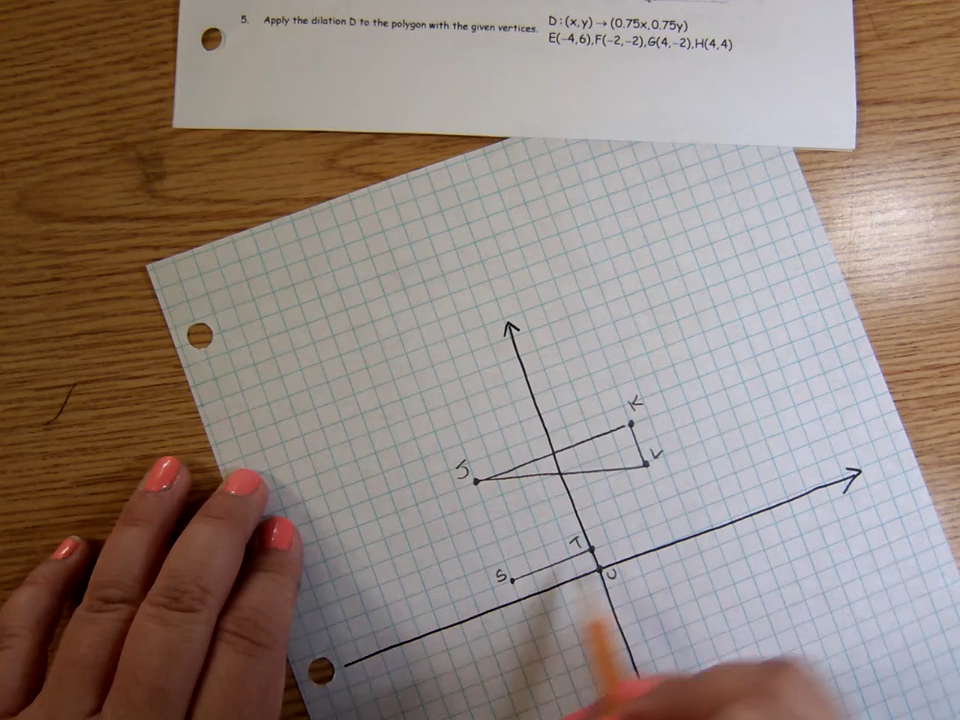 5. Apply the dilation D to the polygon with the given vertices. D:(x,y)→(0.75x,0.75y)
E(−4,6),F(−2,−2),G(4,−2),H(4,4)
K
J
L
T
S
U